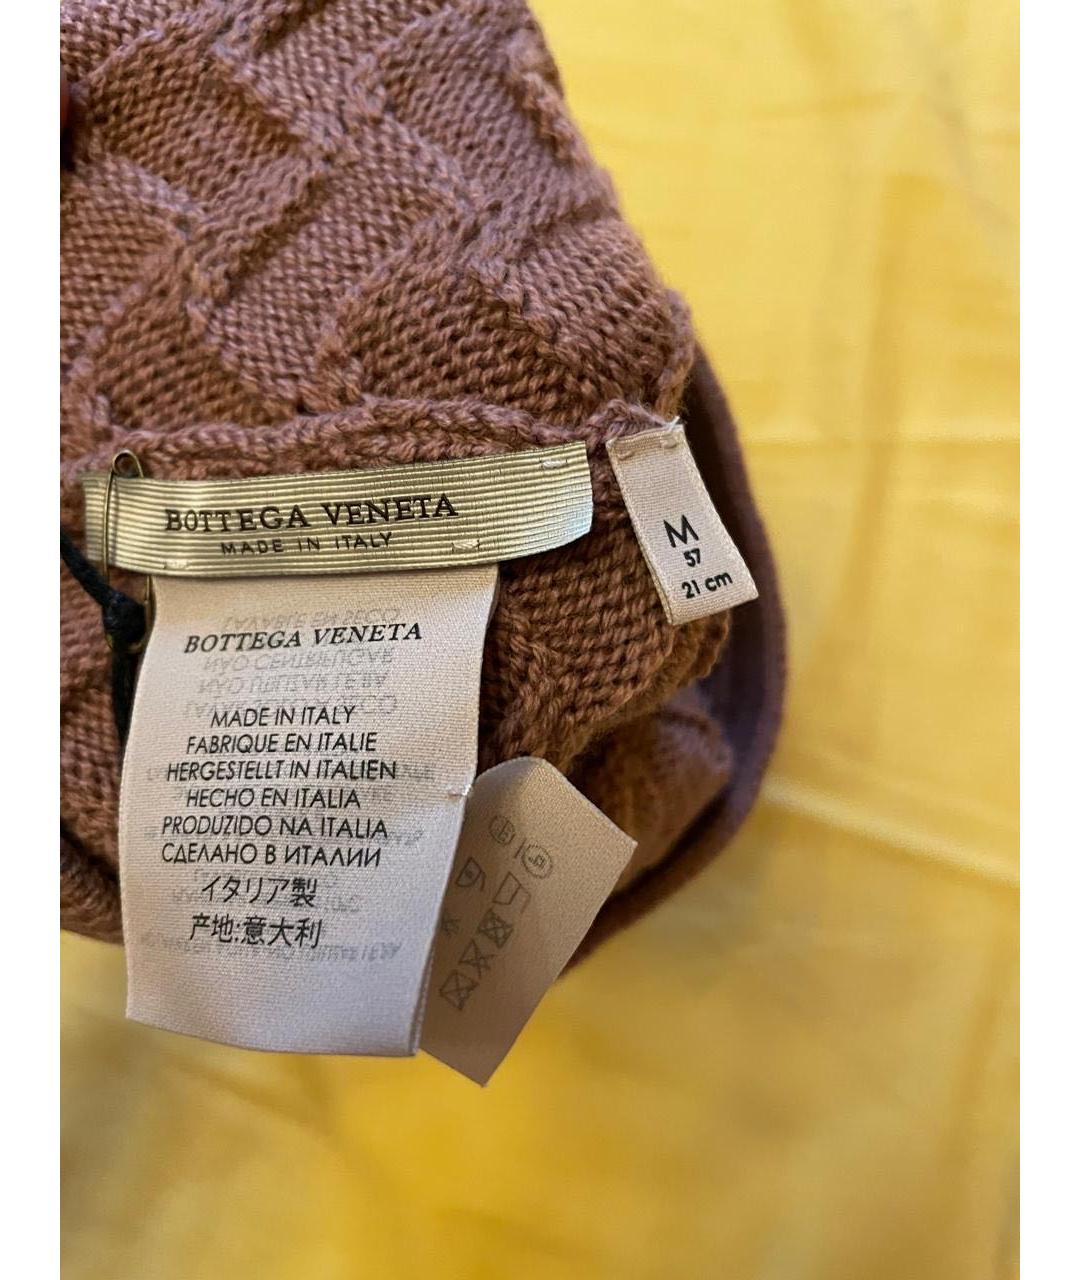 BOTTEGA VENETA
MADE IN ITALY
M
57
21 cm
BOTTEGA VENETA
MADE IN ITALY
FABRIQUE EN ITALIE
HERGESTELLT IN ITALIEN
HECHO EN ITALIA
PRODUZIDO NA ITALIA
СДЕЛАНО В ИТАЛИИ
イタリア製
产地:意大利